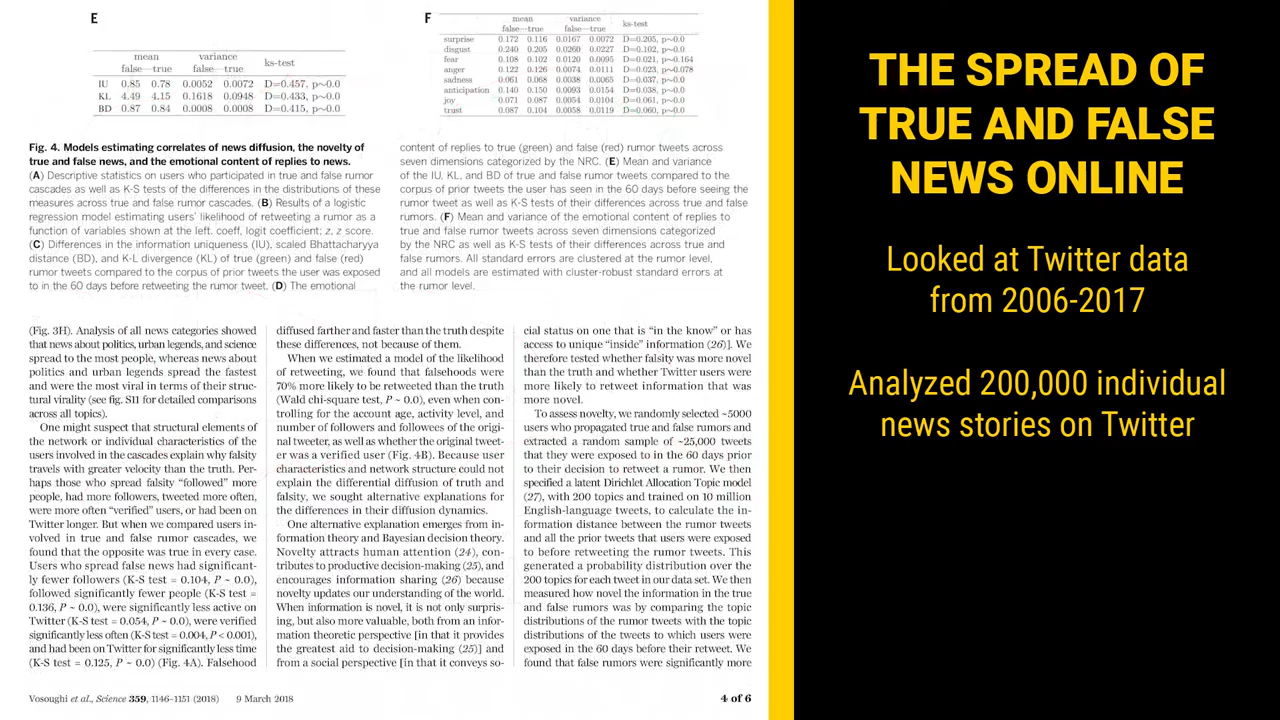 E
mean variance
false—true ks-test
IU 0.85 0.78 0.0052 0.0072 D=0.457, p~0.0
KL 4.49 4.15 0.1618 0.0948 D=0.433, p~0.0
BD 0.87 0.84 0.0008 0.0008 D=0.415, p~0.0
F
mean variance
false—true false—true ks-test
surprise 0.172 0.116 0.0167 0.0072 D=0.205, p~0.0
disgust 0.240 0.205 0.0260 0.0227 D=0.102, p~0.0
fear 0.108 0.102 0.0120 0.0095 D=0.021, p~0.164
anger 0.122 0.126 0.0074 0.0111 D=0.023, p~0.078
sadness 0.061 0.068 0.0038 0.0065 D=0.037, p~0.0
anticipation 0.140 0.150 0.0093 0.0154 D=0.038, p~0.0
joy 0.071 0.087 0.0054 0.0104 D=0.061, p~0.0
trust 0.087 0.104 0.0058 0.0119 D=0.060, p~0.0
Fig. 4. Models estimating correlates of news diffusion, the novelty of
true and false news, and the emotional content of replies to news.
(A) Descriptive statistics on users who participated in true and false rumor
cascades as well as K-S tests of the differences in the distributions of these
measures across true and false rumor cascades. (B) Results of a logistic
regression model estimating users' likelihood of retweeting a rumor as a
function of variables shown at the left. coeff, logit coefficient; z, z score.
(C) Differences in the information uniqueness (IU), scaled Bhattacharyya
distance (BD), and K-L divergence (KL) of true (green) and false (red)
rumor tweets compared to the corpus of prior tweets the user was exposed
to in the 60 days before retweeting the rumor tweet. (D) The emotional
content of replies to true (green) and false (red) rumor tweets across
seven dimensions categorized by the NRC. (E) Mean and variance
of the IU, KL, and BD of true and false rumor tweets compared to the
corpus of prior tweets the user has seen in the 60 days before seeing the
rumor tweet as well as K-S tests of their differences across true and false
rumors. (F) Mean and variance of the emotional content of replies to
true and false rumor tweets across seven dimensions categorized
by the NRC as well as K-S tests of their differences across true and
false rumors. All standard errors are clustered at the rumor level,
and all models are estimated with cluster-robust standard errors at
the rumor level.
(Fig. 3H). Analysis of all news categories showed
that news about politics, urban legends, and science
spread to the most people, whereas news about
politics and urban legends spread the fastest
and were the most viral in terms of their struc-
tural virality (see fig. S11 for detailed comparisons
across all topics).
One might suspect that structural elements of
the network or individual characteristics of the
users involved in the cascades explain why falsity
travels with greater velocity than the truth. Per-
haps those who spread falsity "followed" more
people, had more followers, tweeted more often,
were more often "verified" users, or had been on
Twitter longer. But when we compared users in-
volved in true and false rumor cascades, we
found that the opposite was true in every case.
Users who spread false news had significant-
ly fewer followers (K-S test = 0.104, P ~ 0.0),
followed significantly fewer people (K-S test =
0.136, P ~ 0.0), were significantly less active on
Twitter (K-S test = 0.054, P ~ 0.0), were verified
significantly less often (K-S test = 0.004, P < 0.001),
and had been on Twitter for significantly less time
(K-S test = 0.125, P ~ 0.0) (Fig. 4A). Falsehood
diffused farther and faster than the truth despite
these differences, not because of them.
When we estimated a model of the likelihood
of retweeting, we found that falsehoods were
70% more likely to be retweeted than the truth
(Wald chi-square test, P ~ 0.0), even when con-
trolling for the account age, activity level, and
number of followers and followees of the origi-
nal tweeter, as well as whether the original tweet-
er was a verified user (Fig. 4B). Because user
characteristics and network structure could not
explain the differential diffusion of truth and
falsity, we sought alternative explanations for
the differences in their diffusion dynamics.
One alternative explanation emerges from in-
formation theory and Bayesian decision theory.
Novelty attracts human attention (24), con-
tributes to productive decision-making (25), and
encourages information sharing (26) because
novelty updates our understanding of the world.
When information is novel, it is not only surpris-
ing, but also more valuable, both from an infor-
mation theoretic perspective [in that it provides
the greatest aid to decision-making (25)] and
from a social perspective [in that it conveys so-
cial status on one that is "in the know" or has
access to unique "inside" information (26)]. We
therefore tested whether falsity was more novel
than the truth and whether Twitter users were
more likely to retweet information that was
more novel.
To assess novelty, we randomly selected ~5000
users who propagated true and false rumors and
extracted a random sample of ~25,000 tweets
that they were exposed to in the 60 days prior
to their decision to retweet a rumor. We then
specified a latent Dirichlet Allocation Topic model
(27), with 200 topics and trained on 10 million
English-language tweets, to calculate the in-
formation distance between the rumor tweets
and all the prior tweets that users were exposed
to before retweeting the rumor tweets. This
generated a probability distribution over the
200 topics for each tweet in our data set. We then
measured how novel the information in the true
and false rumors was by comparing the topic
distributions of the rumor tweets with the topic
distributions of the tweets to which users were
exposed in the 60 days before their retweet. We
found that false rumors were significantly more
Vosoughi et al., Science 359, 1146–1151 (2018) 9 March 2018
4 of 6
THE SPREAD OF
TRUE AND FALSE
NEWS ONLINE
Looked at Twitter data
from 2006-2017
Analyzed 200,000 individual
news stories on Twitter